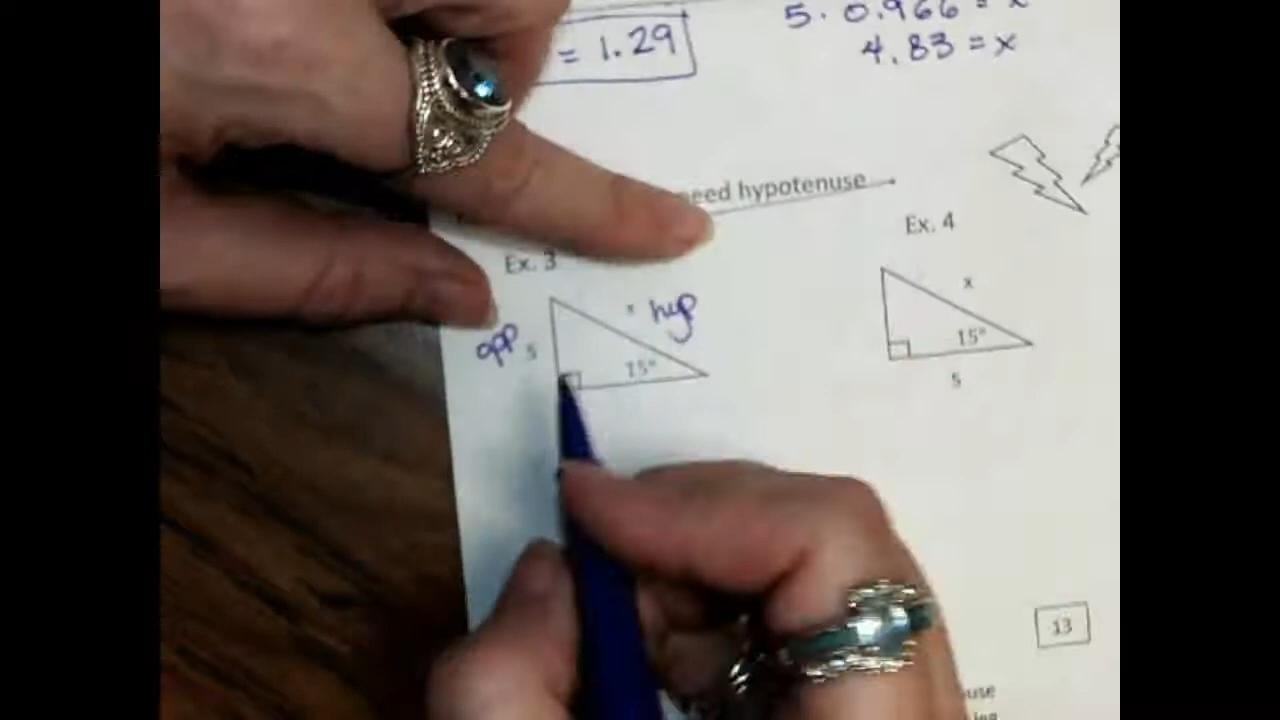 5 · 0.966 = x
= 1.29
4.83 = x
need hypotenuse
Ex. 4
Ex. 3
x
x hyp
opp 5
15°
15°
5
13
use